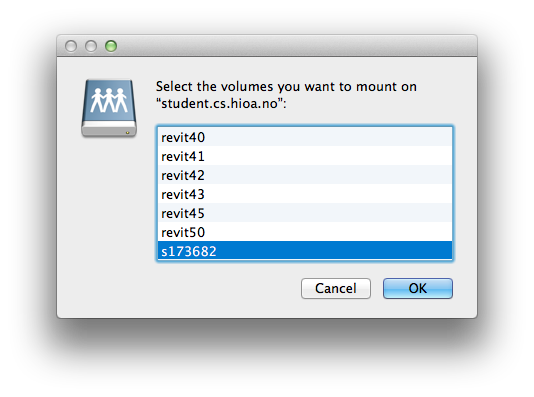 Select the volumes you want to mount on
“student.cs.hioa.no”:
revit40
revit41
revit42
revit43
revit45
revit50
s173682
Cancel
OK